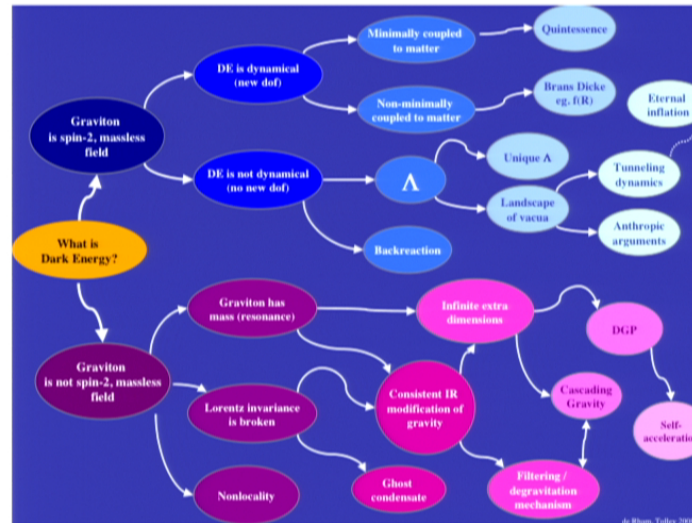 Minimally coupled
to matter
Quintessence
DE is dynamical
(new dof)
Non-minimally
coupled to matter
Brans Dicke
eg. f(R)
Eternal
inflation
Graviton
is spin-2, massless
field
DE is not dynamical
(no new dof)
Λ
Unique Λ
Landscape
of vacua
Tunneling
dynamics
Anthropic
arguments
What is
Dark Energy?
Backreaction
Graviton has
mass (resonance)
Infinite extra
dimensions
DGP
Graviton
is not spin-2, massless
field
Lorentz invariance
is broken
Consistent IR
modification of
gravity
Cascading
Gravity
Self-
acceleratio
Nonlocality
Ghost
condensate
Filtering /
degravitation
mechanism
de Rham, Tolley